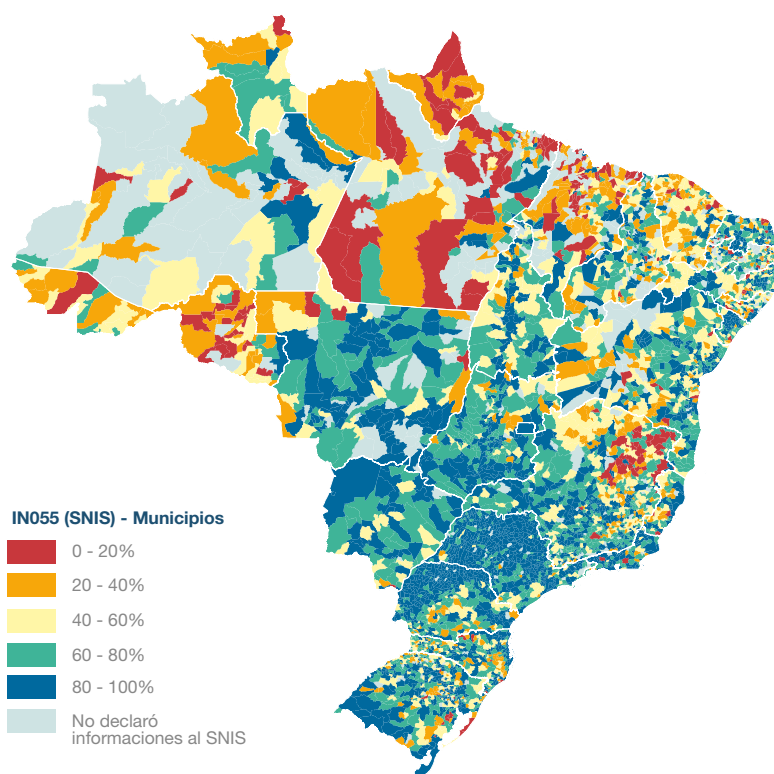 IN055 (SNIS) - Municipios
0 - 20%
20 - 40%
40 - 60%
60 - 80%
80 - 100%
No declaró
informaciones al SNIS